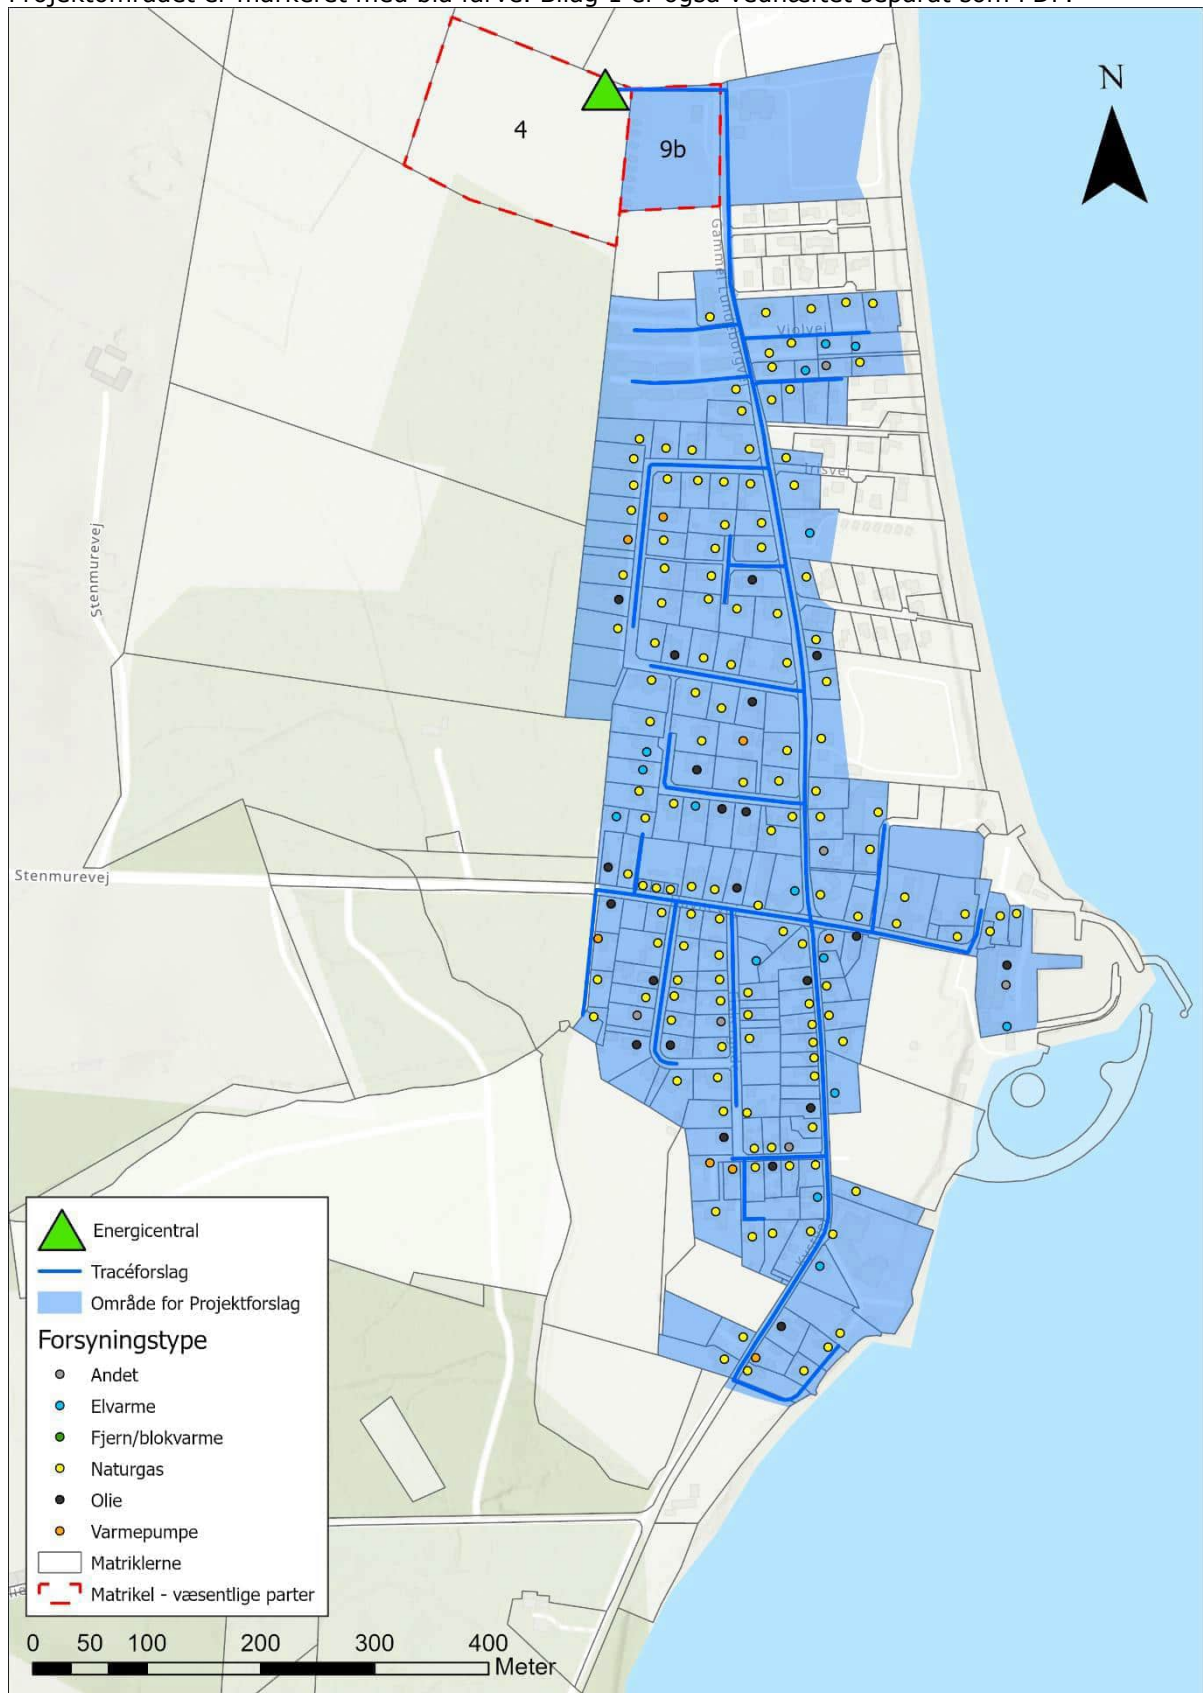 Projektområdet er markeret med blå farve. Bilag 1 er også vedhæftet separat som PDF.
N
4
9b
Gammel Lundeborgvej
Violvej
Irisvej
Stenmurevej
Stenmurevej
Energicentral
Tracéforslag
Område for Projektforslag
Forsyningstype
Andet
Elvarme
Fjern/blokvarme
Naturgas
Olie
Varmepumpe
Matriklerne
Matrikel - væsentlige parter
0 50 100 200 300 400
Meter